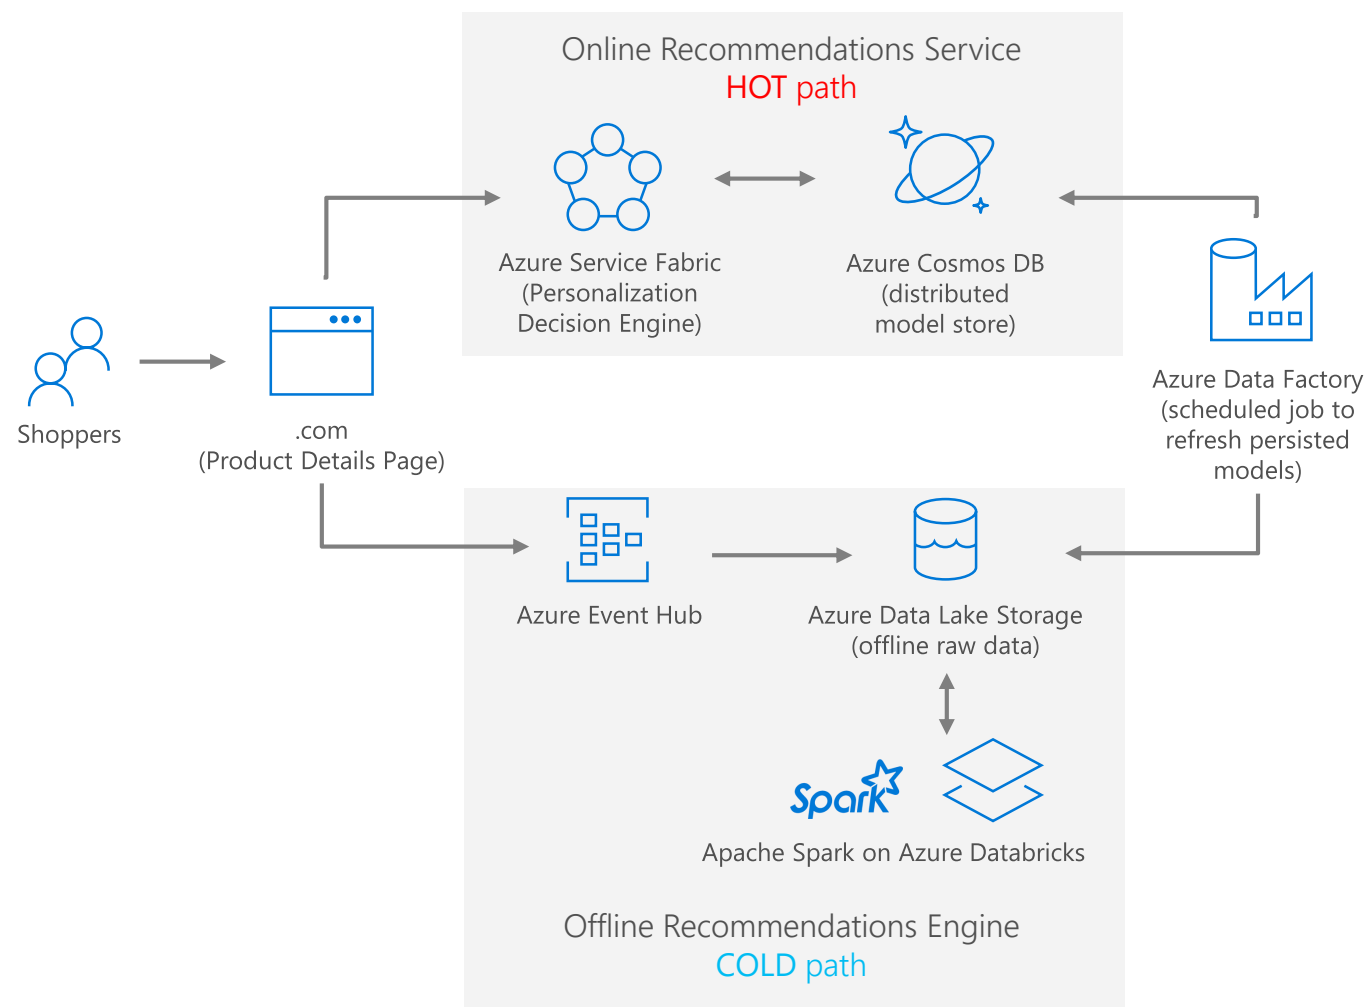 Online Recommendations Service
HOT path
Azure Service Fabric
(Personalization
Decision Engine)
Azure Cosmos DB
(distributed
model store)
Shoppers
.com
(Product Details Page)
Azure Data Factory
(scheduled job to
refresh persisted
models)
Azure Event Hub
Azure Data Lake Storage
(offline raw data)
Spark
Apache Spark on Azure Databricks
Offline Recommendations Engine
COLD path